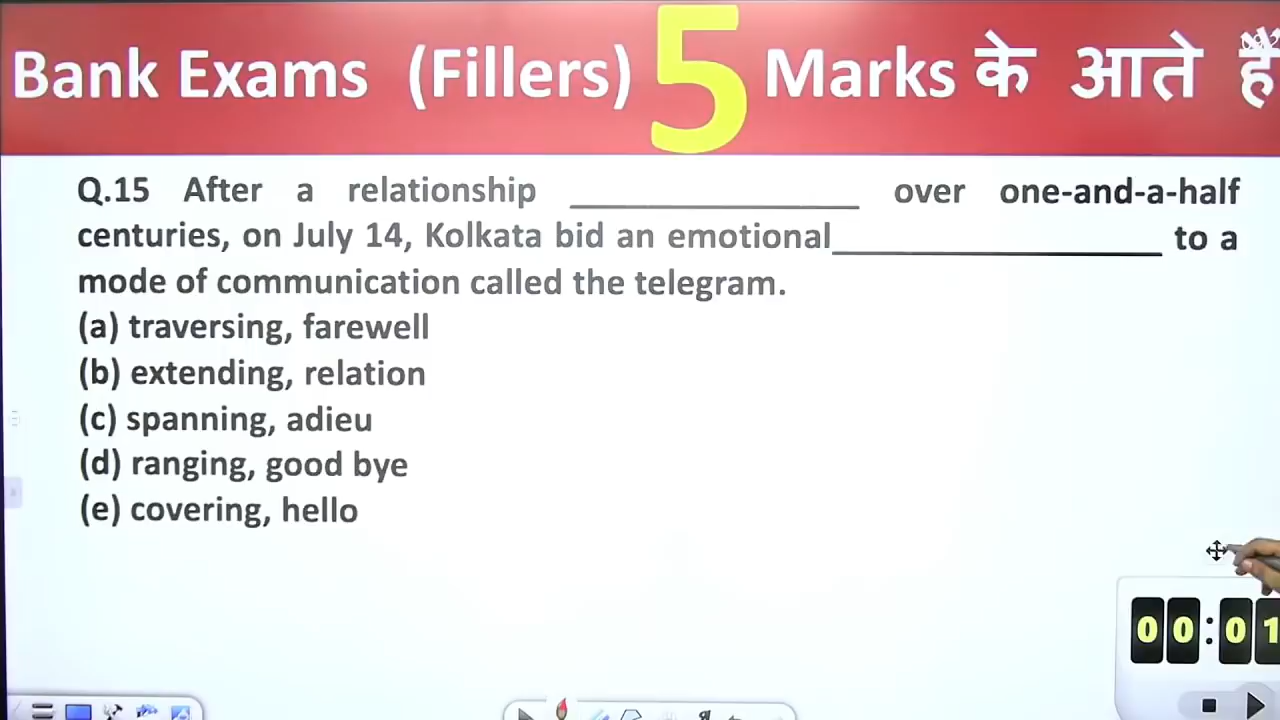 Bank Exams (Fillers) 5 Marks के आते हैं
Q.15 After a relationship ______________ over one-and-a-half
centuries, on July 14, Kolkata bid an emotional________________ to a
mode of communication called the telegram.
(a) traversing, farewell
(b) extending, relation
(c) spanning, adieu
(d) ranging, good bye
(e) covering, hello
00:01